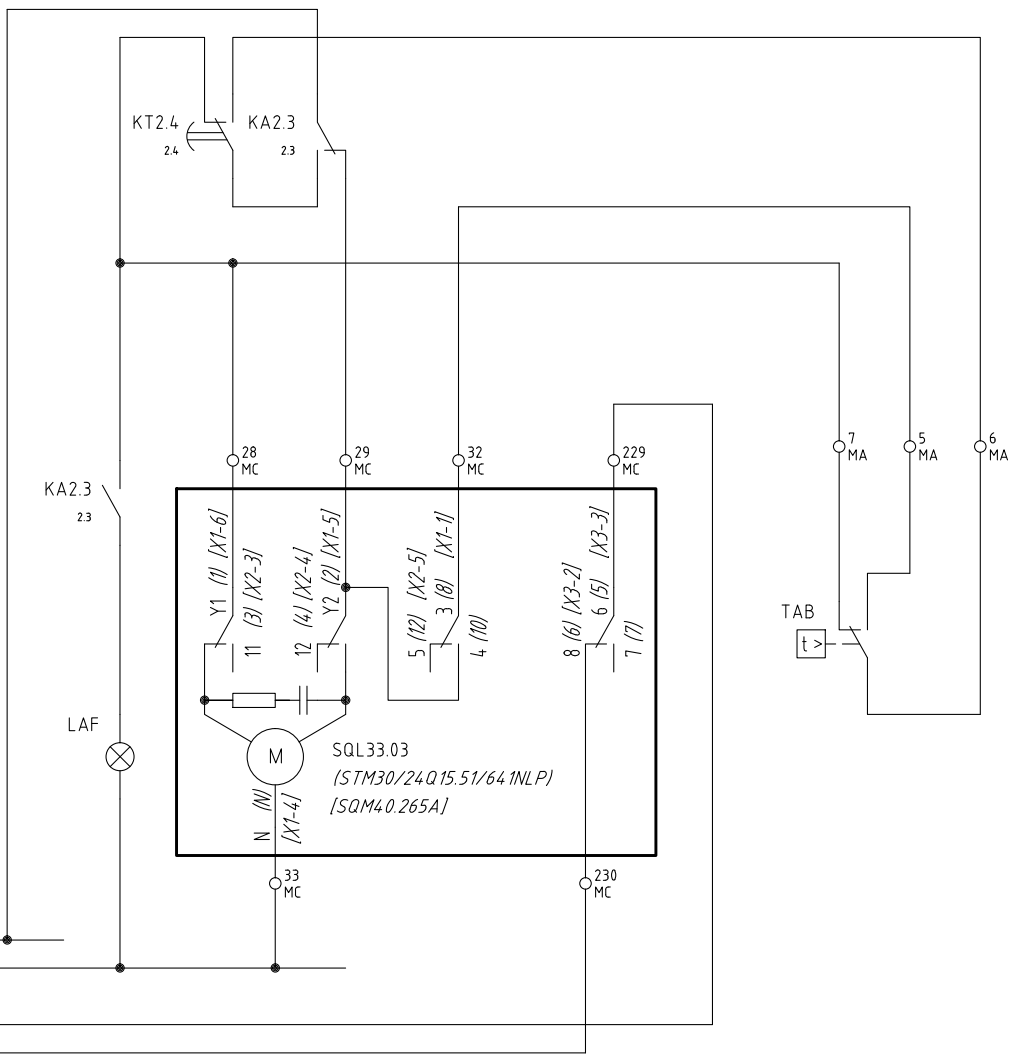 KT2.4
2.4
KA2.3
2.3
28
MC
29
MC
32
MC
229
MC
7
MA
5
MA
6
MA
KA2.3
2.3
Y1 (1) [X1-6]
11 (3) [X2-3]
12 (4) [X2-4]
Y2 (2) [X1-5]
5 (12) [X2-5]
3 (8) [X1-1]
4 (10)
8 (6) [X3-2]
6 (5) [X3-3]
7 (7)
TAB
t >
LAF
M
SQL33.03
(STM30/24Q15.51/641NLP)
[SQM40.265A]
N (N)
[X1-4]
33
MC
230
MC